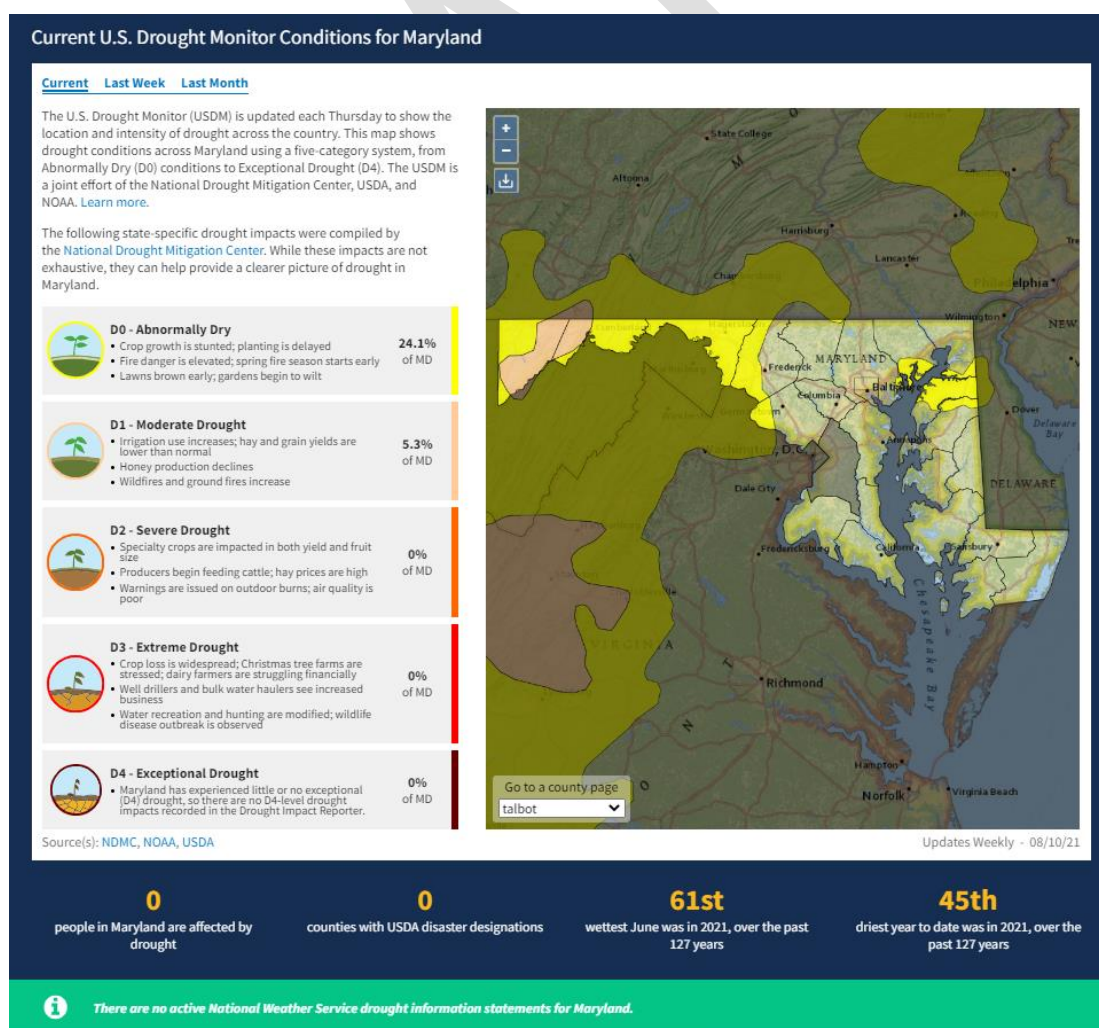 Current U.S. Drought Monitor Conditions for Maryland
Current Last Week Last Month
The U.S. Drought Monitor (USDM) is updated each Thursday to show the
location and intensity of drought across the country. This map shows
drought conditions across Maryland using a five-category system, from
Abnormally Dry (D0) conditions to Exceptional Drought (D4). The USDM is
a joint effort of the National Drought Mitigation Center, USDA, and
NOAA. Learn more.
The following state-specific drought impacts were compiled by
the National Drought Mitigation Center. While these impacts are not
exhaustive, they can help provide a clearer picture of drought in
Maryland.
D0 - Abnormally Dry
• Crop growth is stunted; planting is delayed
• Fire danger is elevated; spring fire season starts early
• Lawns brown early; gardens begin to wilt
24.1%
of MD
D1 - Moderate Drought
• Irrigation use increases; hay and grain yields are
lower than normal
• Honey production declines
• Wildfires and ground fires increase
5.3%
of MD
D2 - Severe Drought
• Specialty crops are impacted in both yield and fruit
size
• Producers begin feeding cattle; hay prices are high
• Warnings are issued on outdoor burns; air quality is
poor
0%
of MD
D3 - Extreme Drought
• Crop loss is widespread; Christmas tree farms are
stressed; dairy farmers are struggling financially
• Well drillers and bulk water haulers see increased
business
• Water recreation and hunting are modified; wildlife
disease outbreak is observed
0%
of MD
D4 - Exceptional Drought
• Maryland has experienced little or no exceptional
(D4) drought, so there are no D4-level drought
impacts recorded in the Drought Impact Reporter.
0%
of MD
+
−
State College
Altoona
Harrisburg
Lancaster
Wilmington
NEW
MARYLAND
Frederick
Baltimore
Columbia
Annapolis
Dover
Delaware
Bay
Washington, D.C.
Dale City
DELAWARE
Fredericksburg
California
Salisbury
Chesapeake Bay
VIRGINIA
Richmond
Hampton
Norfolk
Virginia Beach
Go to a county page
talbot
Source(s): NDMC, NOAA, USDA
Updates Weekly - 08/10/21
0
people in Maryland are affected by
drought
0
counties with USDA disaster designations
61st
wettest June was in 2021, over the past
127 years
45th
driest year to date was in 2021, over the
past 127 years
There are no active National Weather Service drought information statements for Maryland.